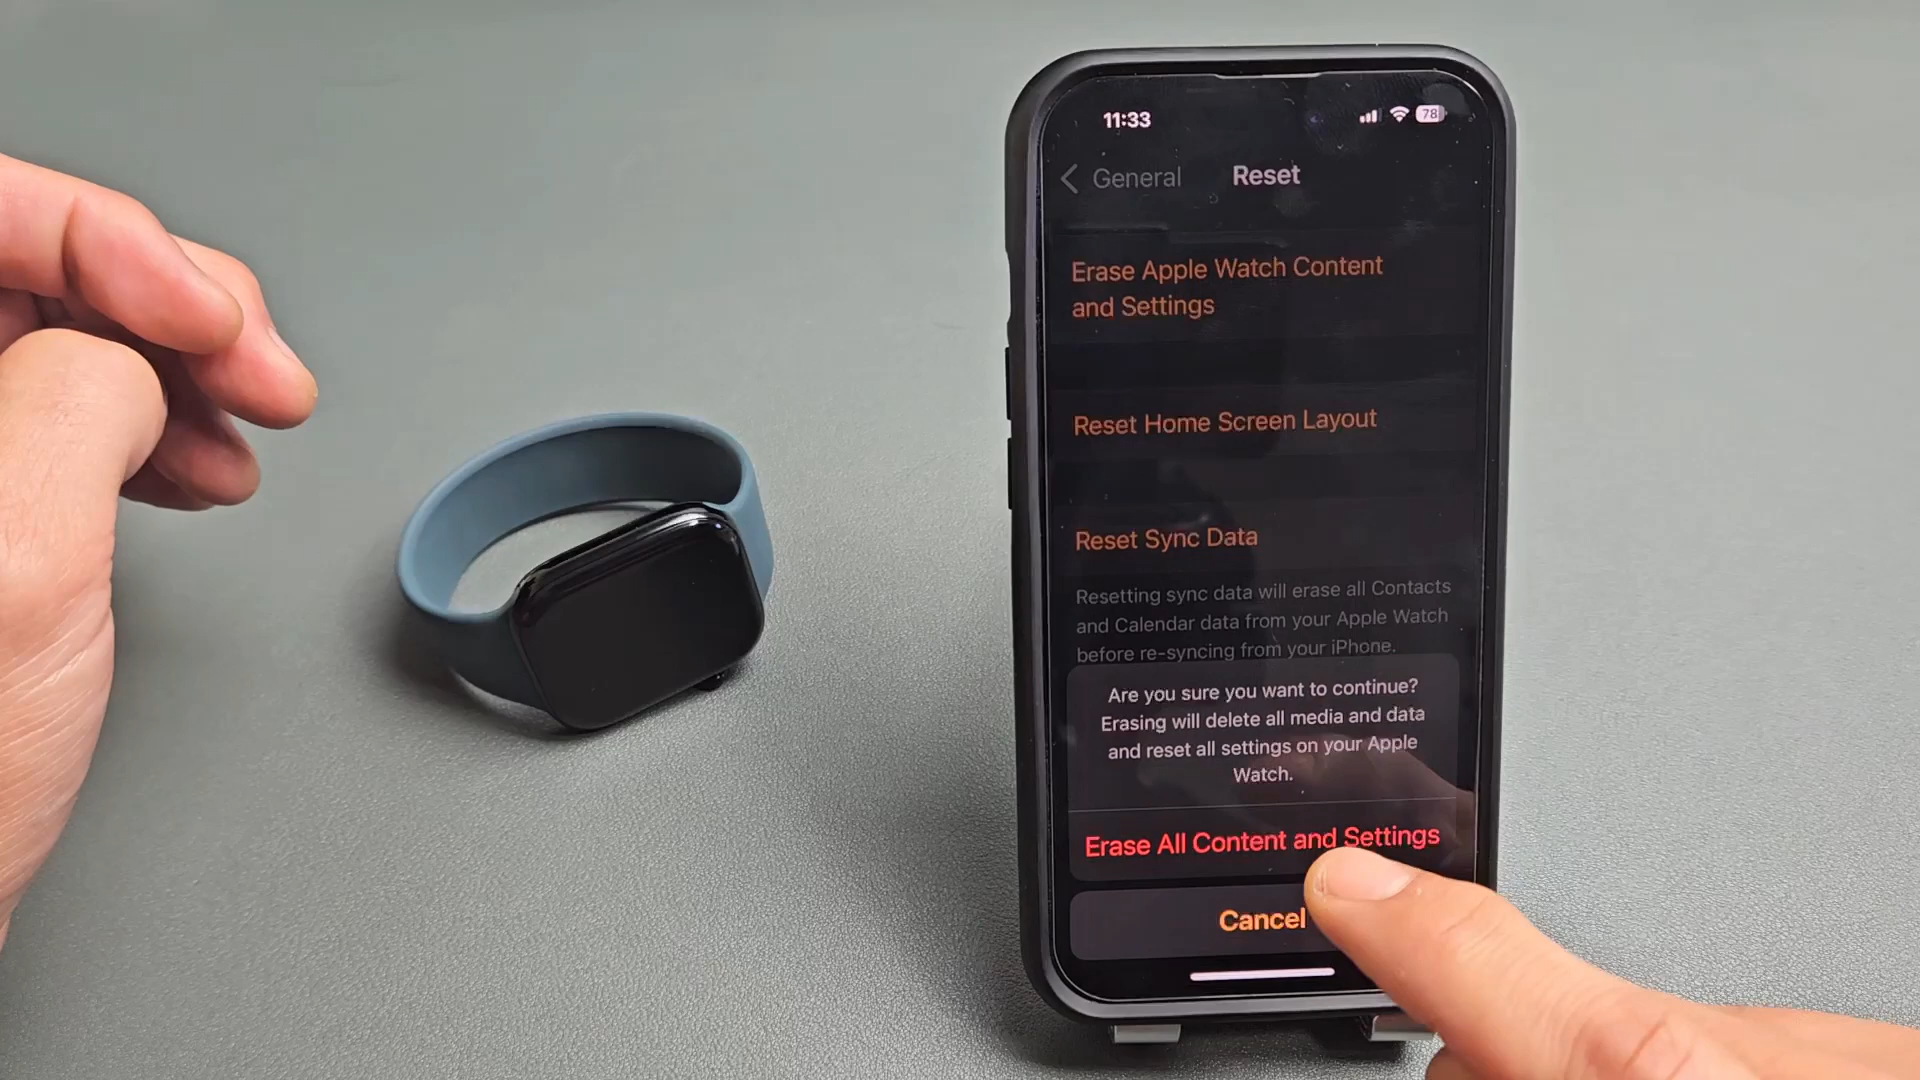 11:33
78
General
Reset
Erase Apple Watch Content
and Settings
Reset Home Screen Layout
Reset Sync Data
Resetting sync data will erase all Contacts
and Calendar data from your Apple Watch
before re-syncing from your iPhone.
Are you sure you want to continue?
Erasing will delete all media and data
and reset all settings on your Apple
Watch.
Erase All Content and Settings
Cancel